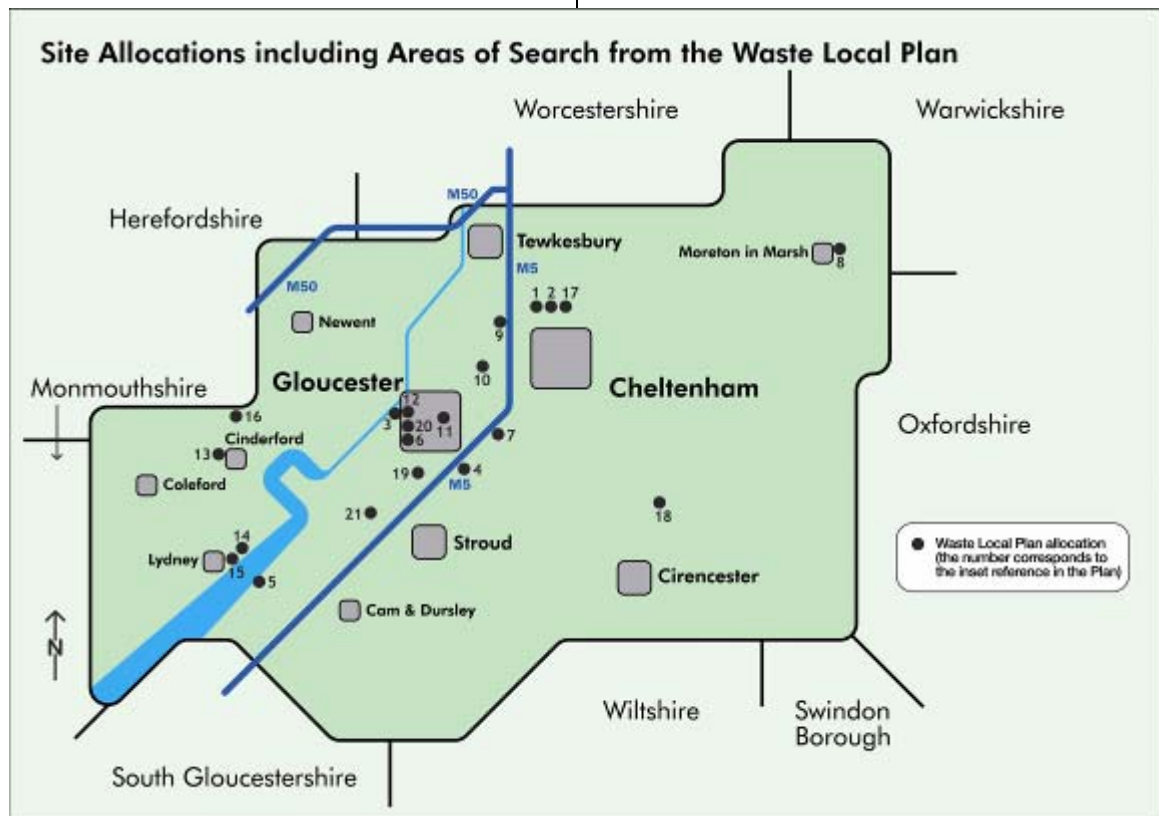 Site Allocations including Areas of Search from the Waste Local Plan
Worcestershire
Warwickshire
Herefordshire
M50
Tewkesbury
Moreton in Marsh
8
M5
M50
1 2 17
Newent
9
Monmouthshire
Gloucester
10
Cheltenham
12
16
3
20
11
Oxfordshire
Cinderford
6
7
13
19
4
Coleford
M5
21
18
14
Stroud
Lydney
15
5
Cirencester
Waste Local Plan allocation
(the number corresponds to
the inset reference in the Plan)
Cam & Dursley
N
Wiltshire
Swindon
Borough
South Gloucestershire